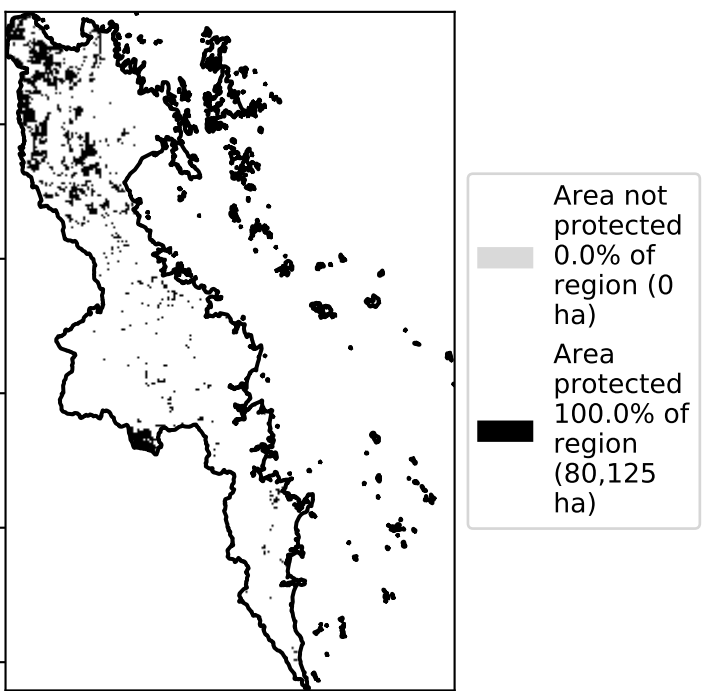 Area not
protected
0.0% of
region (0
ha)
Area
protected
100.0% of
region
(80,125
ha)